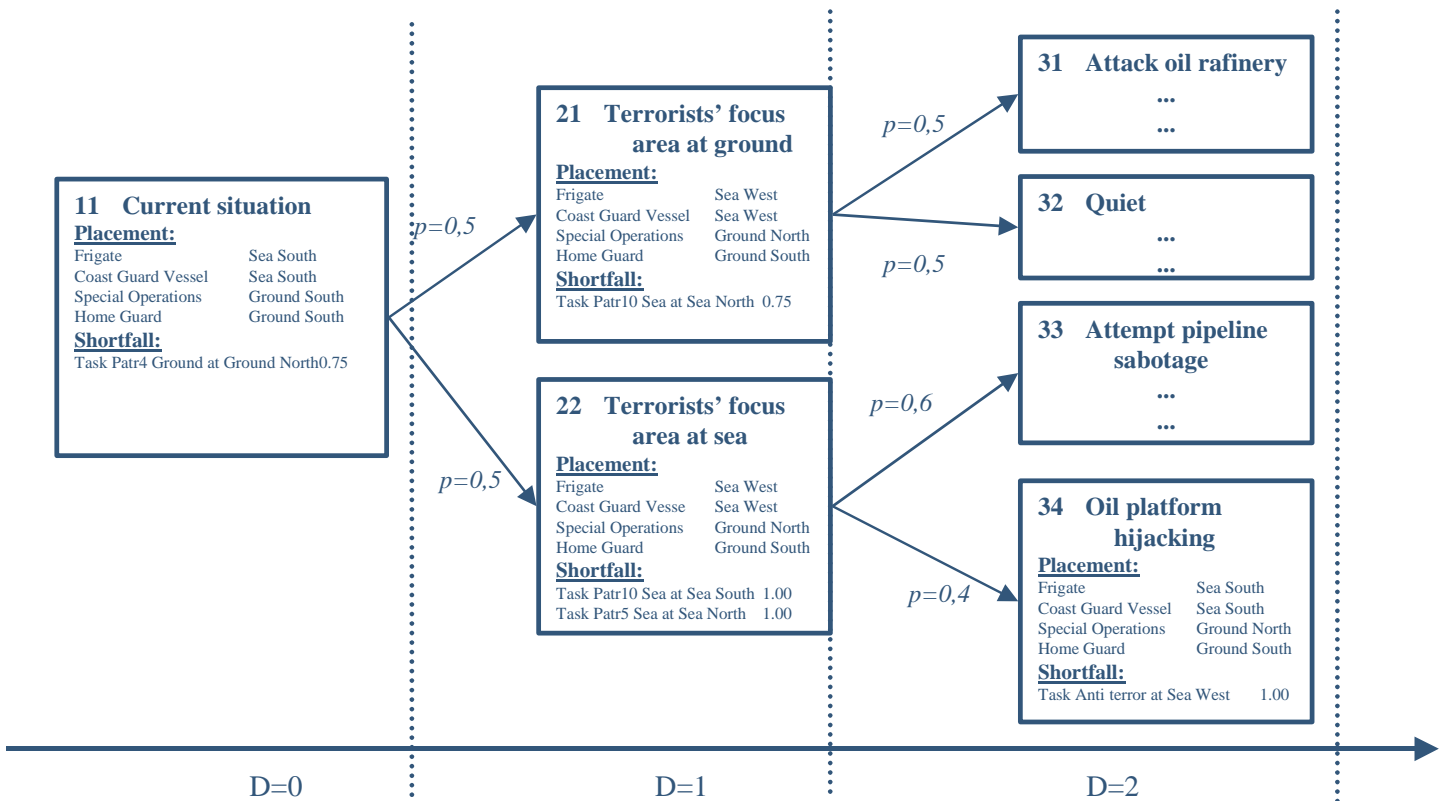 11 Current situation
Placement:
Frigate Sea South
Coast Guard Vessel Sea South
Special Operations Ground South
Home Guard Ground South
Shortfall:
Task Patr4 Ground at Ground North0.75
p=0,5
p=0,5
21 Terrorists’ focus
area at ground
Placement:
Frigate Sea West
Coast Guard Vessel Sea West
Special Operations Ground North
Home Guard Ground South
Shortfall:
Task Patr10 Sea at Sea North 0.75
22 Terrorists’ focus
area at sea
Placement:
Frigate Sea West
Coast Guard Vesse Sea West
Special Operations Ground North
Home Guard Ground South
Shortfall:
Task Patr10 Sea at Sea South 1.00
Task Patr5 Sea at Sea North 1.00
p=0,5
p=0,5
p=0,6
p=0,4
31 Attack oil rafinery
...
...
32 Quiet
...
...
33 Attempt pipeline
sabotage
...
...
34 Oil platform
hijacking
Placement:
Frigate Sea South
Coast Guard Vessel Sea South
Special Operations Ground North
Home Guard Ground South
Shortfall:
Task Anti terror at Sea West 1.00
D=0 D=1 D=2